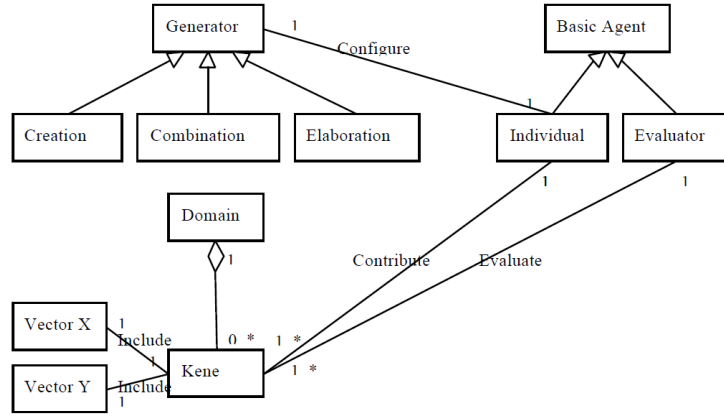 Generator
1
Basic Agent
Configure
1
Creation
Combination
Elaboration
Individual
Evaluator
1
1
Domain
1
Contribute
Evaluate
Vector X
1
Include
0 *
1 *
1
Kene
1 *
Vector Y
Include
1